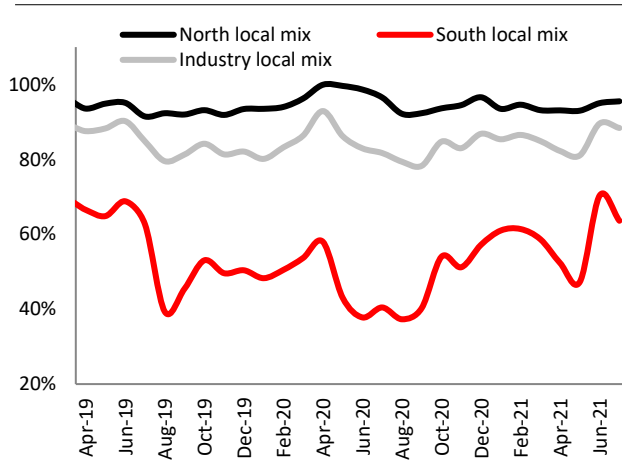 North local mix
South local mix
Industry local mix
100%
80%
60%
40%
20%
Apr-19
Jun-19
Aug-19
Oct-19
Dec-19
Feb-20
Apr-20
Jun-20
Aug-20
Oct-20
Dec-20
Feb-21
Apr-21
Jun-21